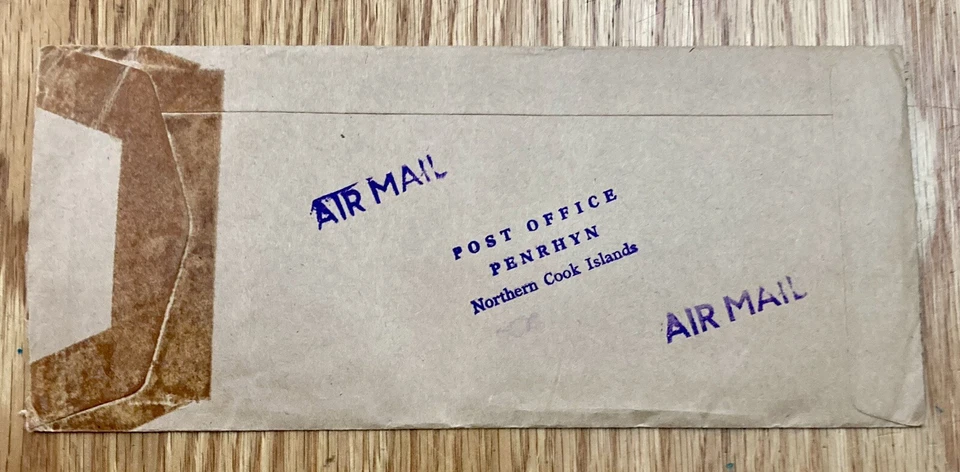 AIR MAIL
POST OFFICE
PENRHYN
Northern Cook Islands
AIR MAIL